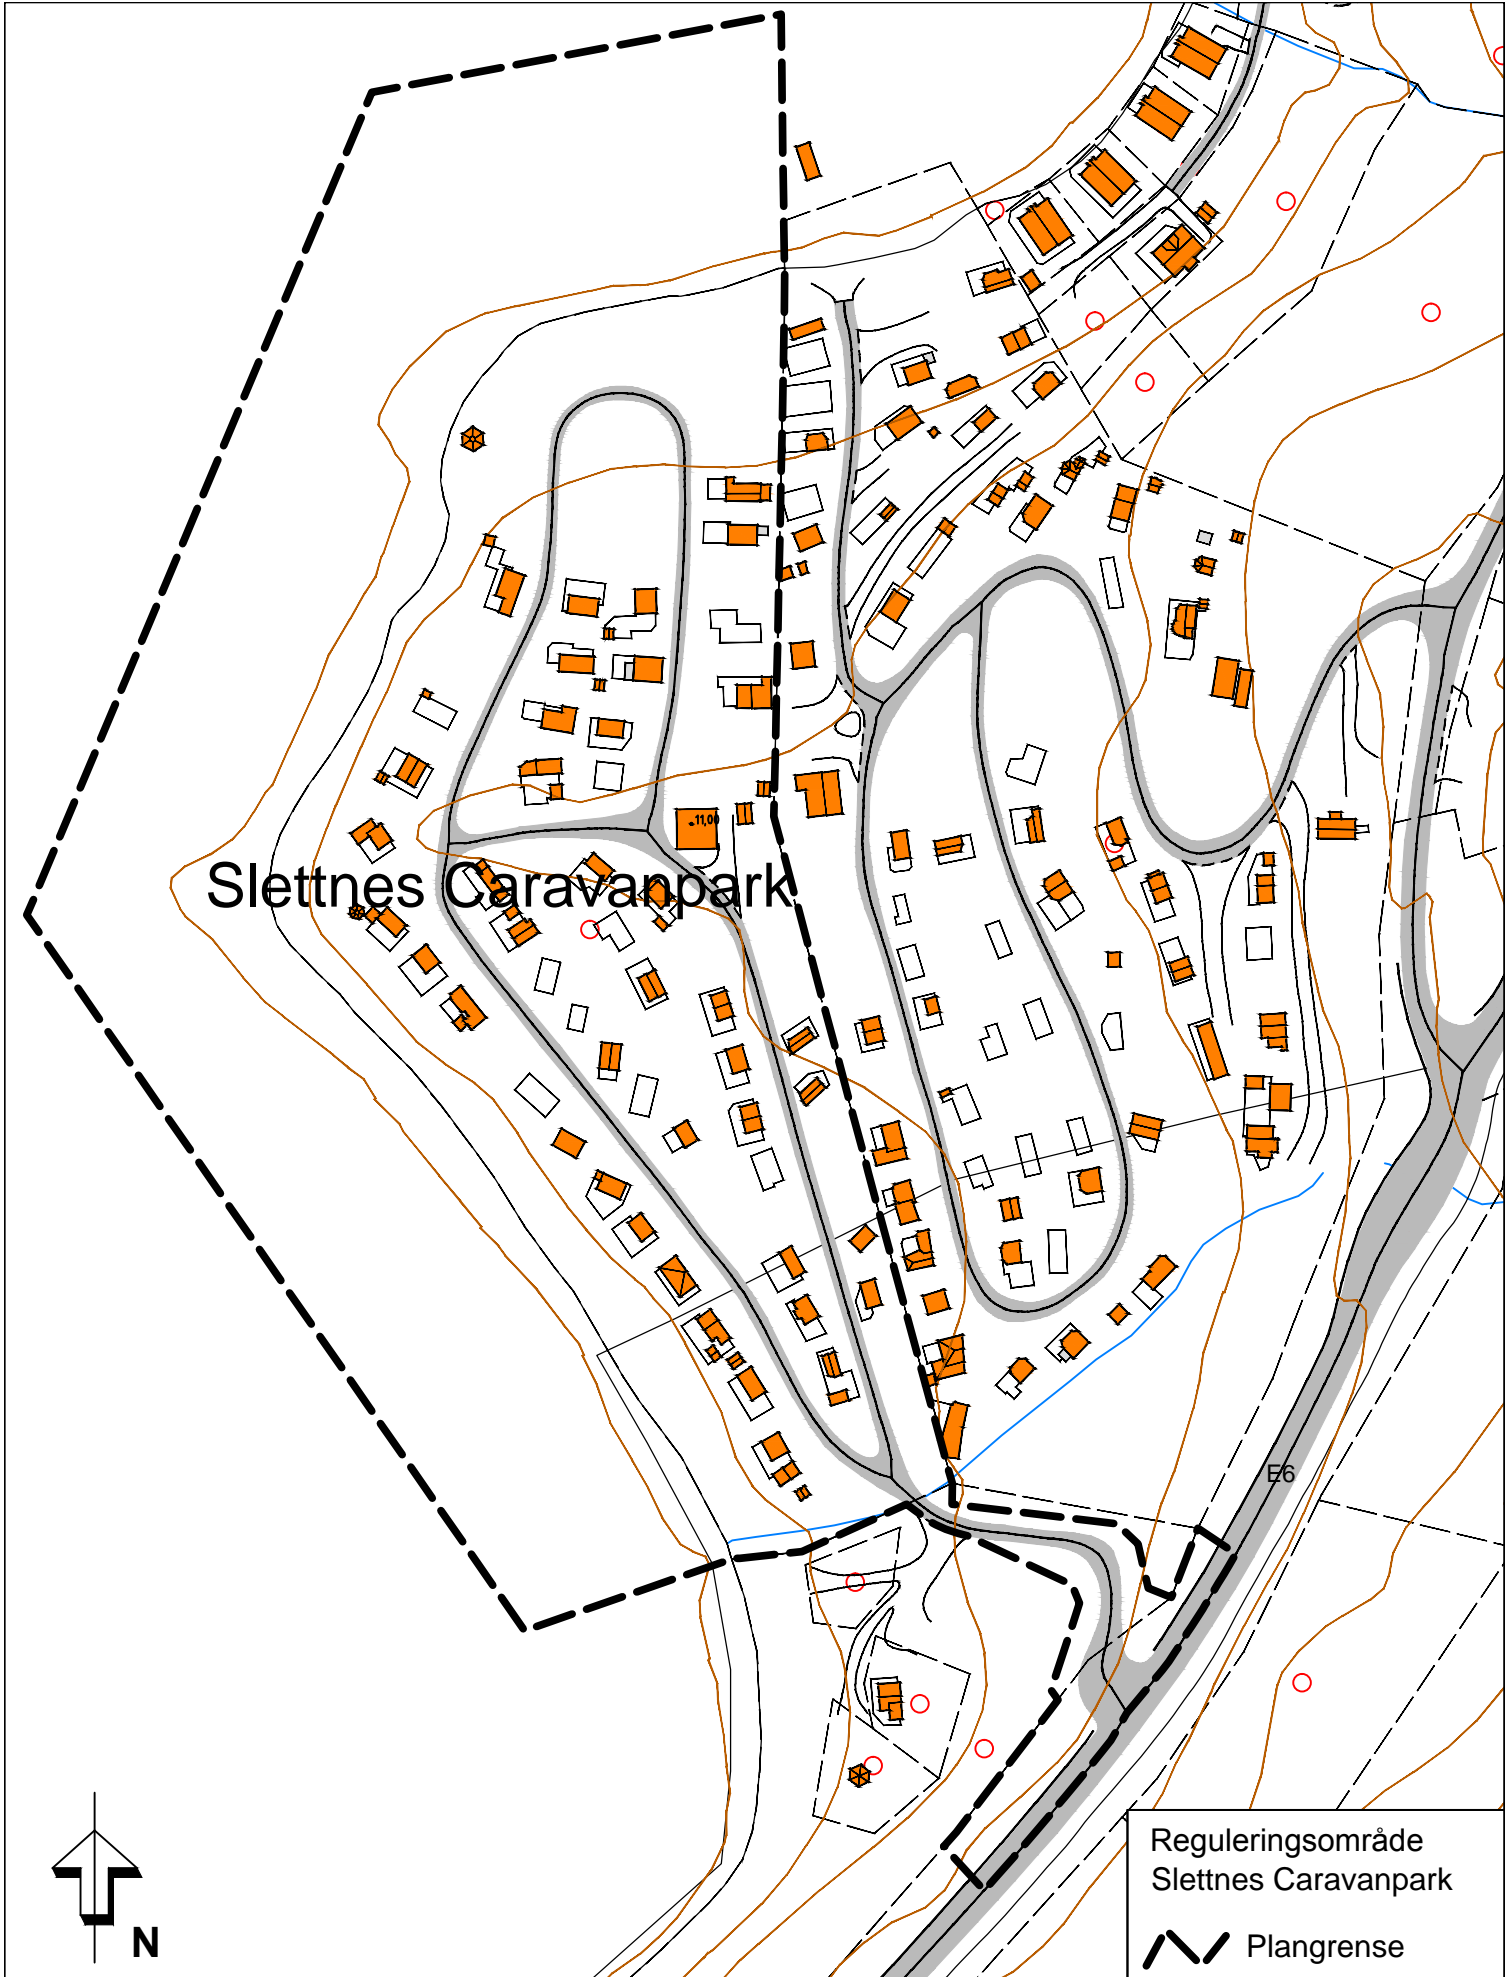 11,00
Slettnes Caravanpark
E6
N
Reguleringsområde
Slettnes Caravanpark
Plangrense